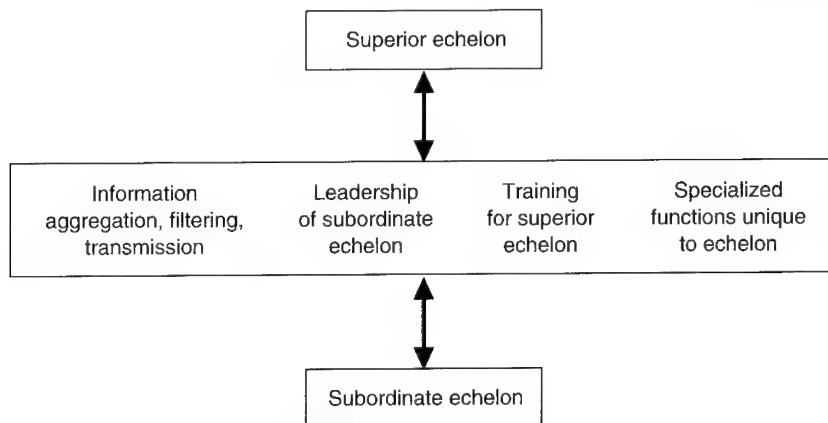 Superior echelon
Information
aggregation, filtering,
transmission
Leadership
of subordinate
echelon
Training
for superior
echelon
Specialized
functions unique
to echelon
Subordinate echelon